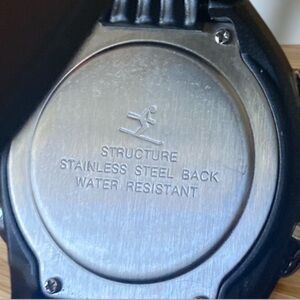 STRUCTURE
STAINLESS STEEL BACK
WATER RESISTANT